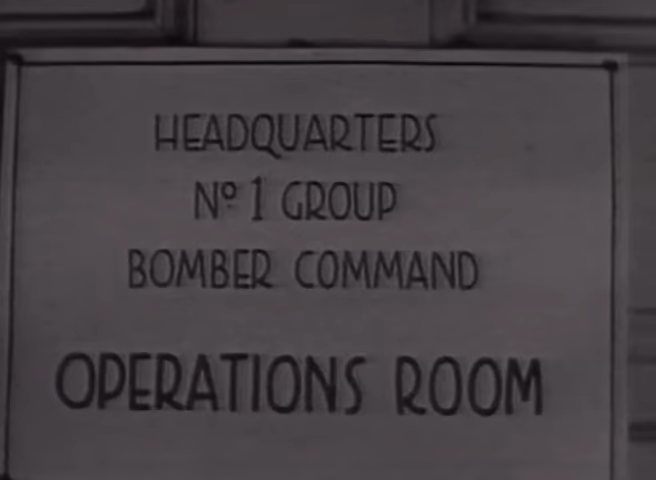 HEADQUARTERS
Nº 1 GROUP
BOMBER COMMAND
OPERATIONS ROOM